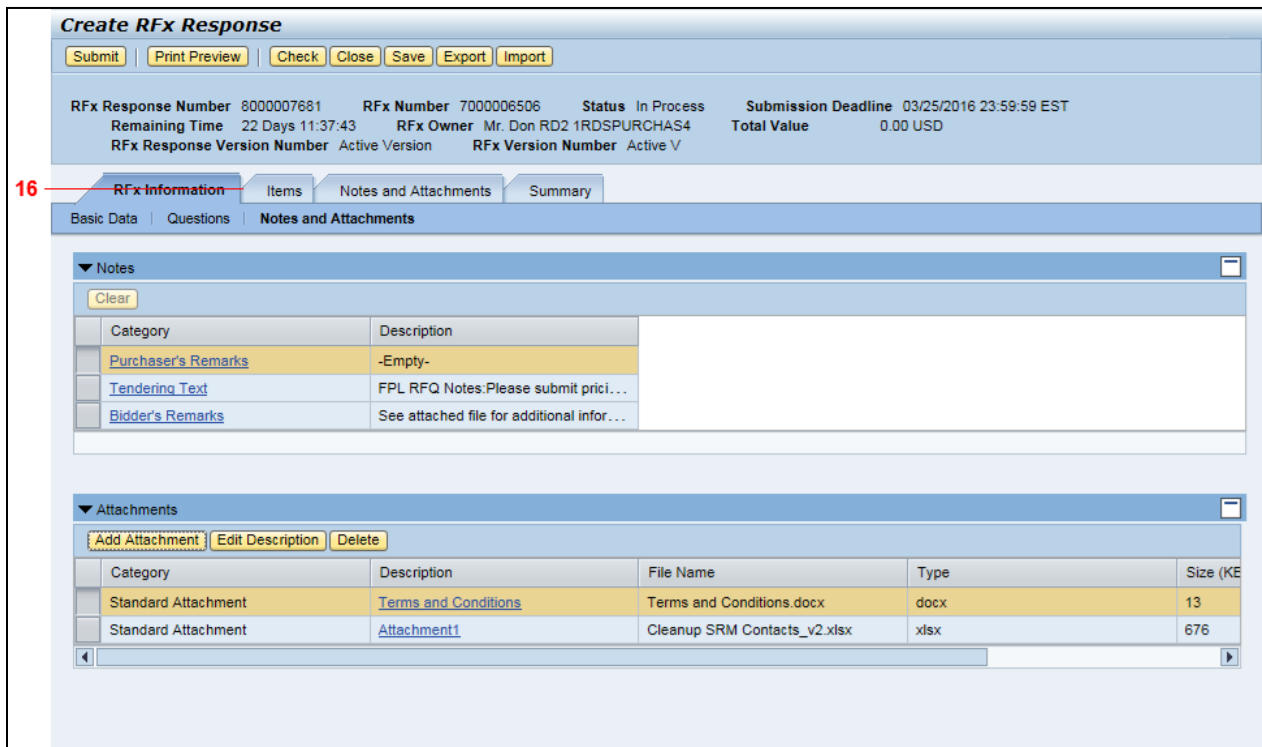 Create RFx Response
Submit Print Preview Check Close Save Export Import
RFx Response Number 8000007681 RFx Number 7000006506 Status In Process Submission Deadline 03/25/2016 23:59:59 EST
Remaining Time 22 Days 11:37:43 RFx Owner Mr. Don RD2 1RDSPURCHAS4 Total Value 0.00 USD
RFx Response Version Number Active Version RFx Version Number Active V
16 RFx Information Items Notes and Attachments Summary
Basic Data Questions Notes and Attachments
Notes
Clear
Category Description
Purchaser's Remarks -Empty-
Tendering Text FPL RFQ Notes:Please submit prici...
Bidder's Remarks See attached file for additional infor...
Attachments
Add Attachment Edit Description Delete
Category Description File Name Type Size (KE
Standard Attachment Terms and Conditions Terms and Conditions.docx docx 13
Standard Attachment Attachment1 Cleanup SRM Contacts_v2.xlsx xlsx 676